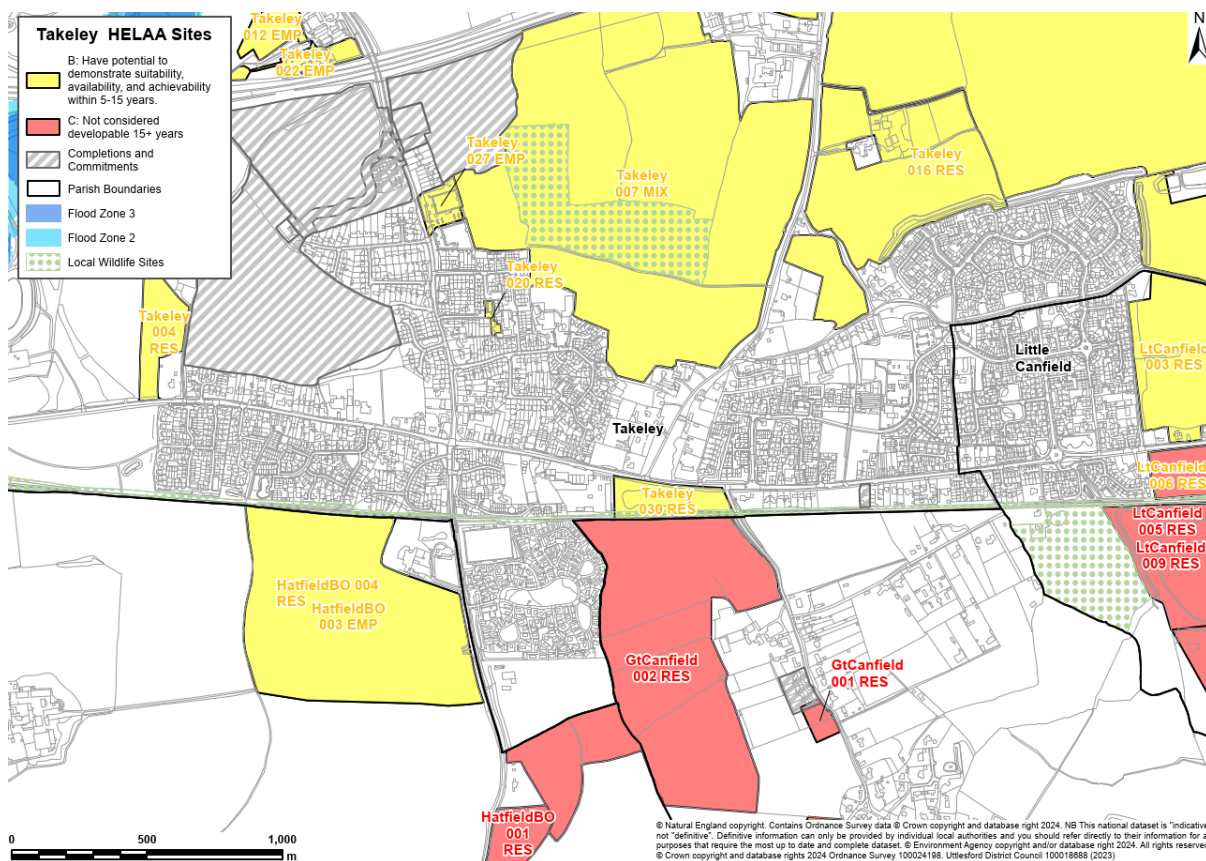 Takeley HELAA Sites
B: Have potential to
demonstrate suitability,
availability, and achievability
within 5-15 years.
C: Not considered
developable 15+ years
Completions and
Commitments
Parish Boundaries
Flood Zone 3
Flood Zone 2
Local Wildlife Sites
Takeley
012 EMP
Takeley
022 EMP
N
Takeley
027 EMP
Takeley
007 MIX
Takeley
016 RES
Takeley
020 RES
Takeley
004
RES
Little
Canfield
LtCanfield
003 RES
Takeley
LtCanfield
006 RES
Takeley
030 RES
LtCanfield
005 RES
LtCanfield
009 RES
HatfieldBO 004
RES
HatfieldBO
003 EMP
GtCanfield
002 RES
GtCanfield
001 RES
HatfieldBO
001
RES
0 500 1,000
m
© Natural England copyright. Contains Ordnance Survey data © Crown copyright and database right 2024. NB This national dataset is "indicative
not "definitive". Definitive information can only be provided by individual local authorities and you should refer directly to their information for a
purposes that require the most up to date and complete dataset. © Environment Agency copyright and/or database right 2024. All rights reserve
© Crown copyright and database rights 2024 Ordnance Survey 100024198. Uttlesford District Council 100018688 (2023)